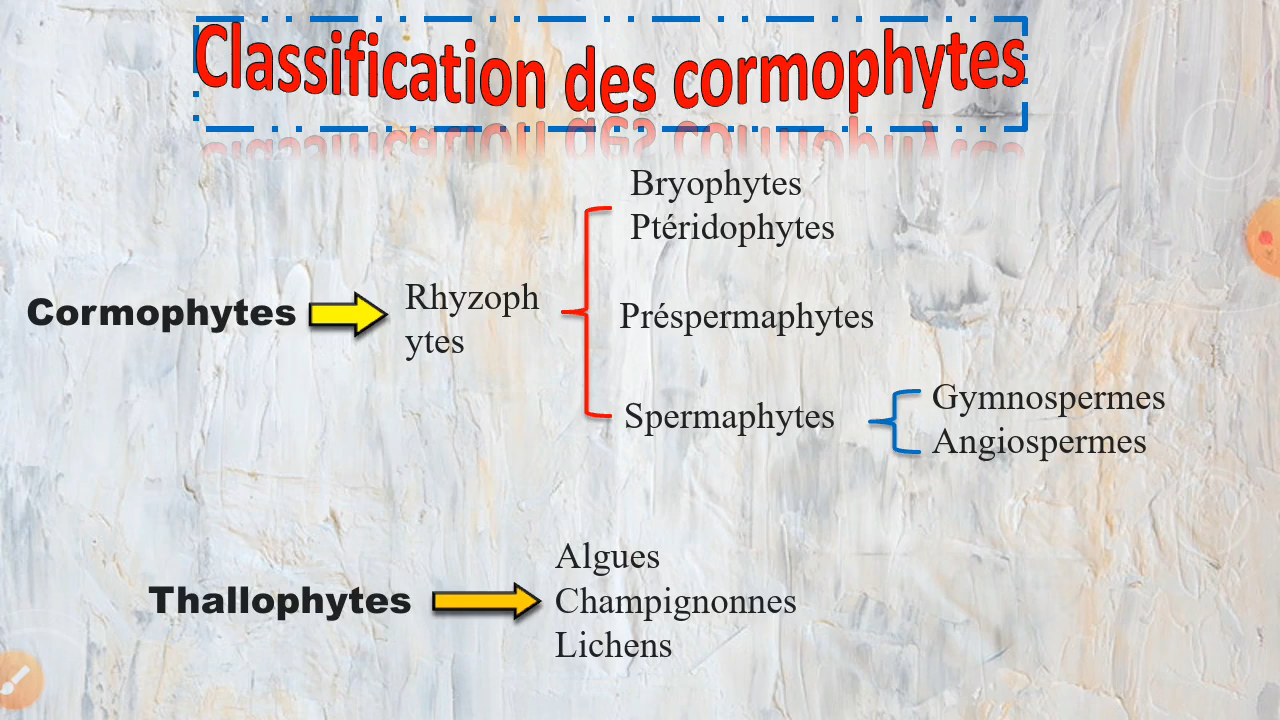 Classification des cormophytes
Bryophytes
Ptéridophytes
Cormophytes
Rhyzoph
ytes
Préspermaphytes
Spermaphytes
Gymnospermes
Angiospermes
Thallophytes
Algues
Champignonnes
Lichens